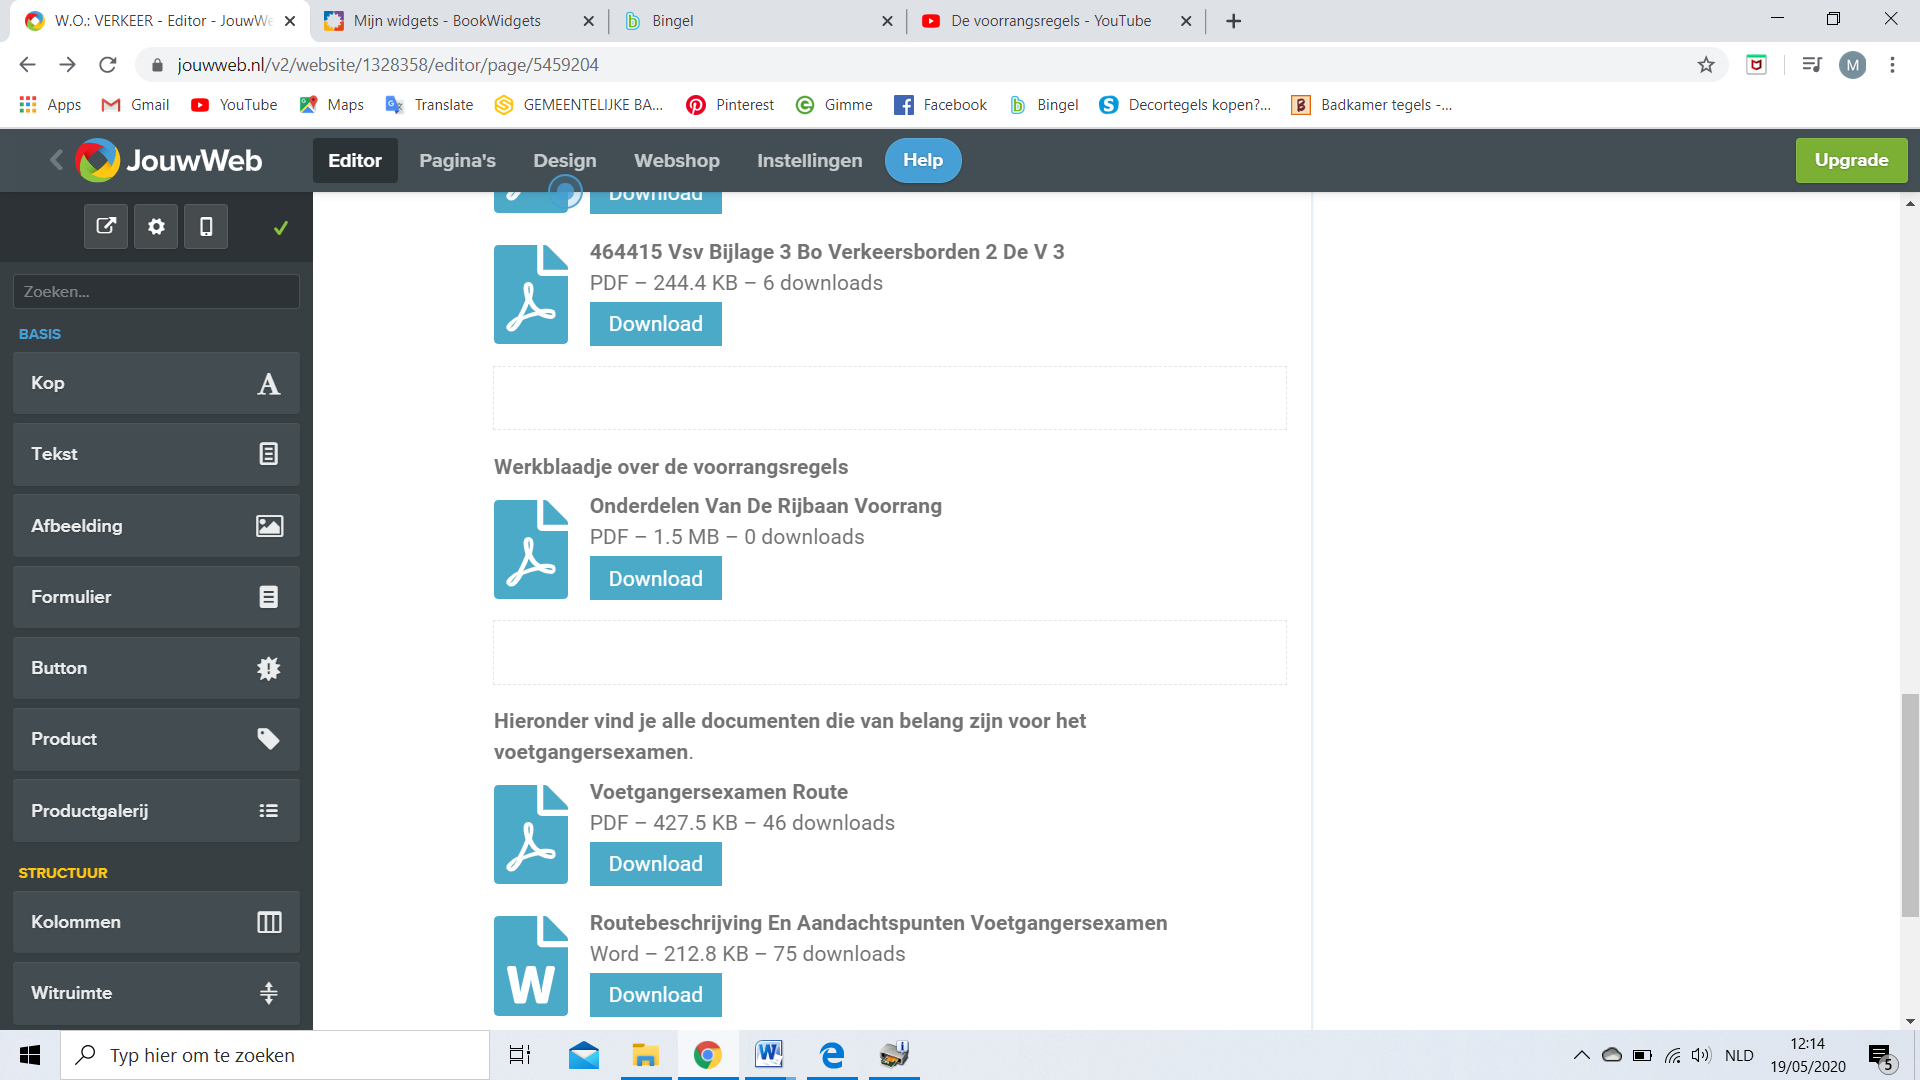 W.O.: VERKEER - Editor - JouwWe
Mijn widgets - BookWidgets
Bingel
De voorrangsregels - YouTube
jouwweb.nl/v2/website/1328358/editor/page/5459204
M
Apps
Gmail
YouTube
Maps
Translate
GEMEENTELIJKE BA...
Pinterest
Gimme
Facebook
Bingel
Decortegels kopen?...
Badkamer tegels -...
JouwWeb
Editor
Pagina's
Design
Webshop
Instellingen
Help
Upgrade
Zoeken...
BASIS
Kop
Tekst
Afbeelding
Formulier
Button
Product
Productgalerij
STRUCTUUR
Kolommen
Witruimte
Download
464415 Vsv Bijlage 3 Bo Verkeersborden 2 De V 3
PDF – 244.4 KB – 6 downloads
Download
Werkblaadje over de voorrangsregels
Onderdelen Van De Rijbaan Voorrang
PDF – 1.5 MB – 0 downloads
Download
Hieronder vind je alle documenten die van belang zijn voor het
voetgangersexamen.
Voetgangersexamen Route
PDF – 427.5 KB – 46 downloads
Download
Routebeschrijving En Aandachtspunten Voetgangersexamen
Word – 212.8 KB – 75 downloads
Download
Typ hier om te zoeken
NLD
12:14
19/05/2020
5